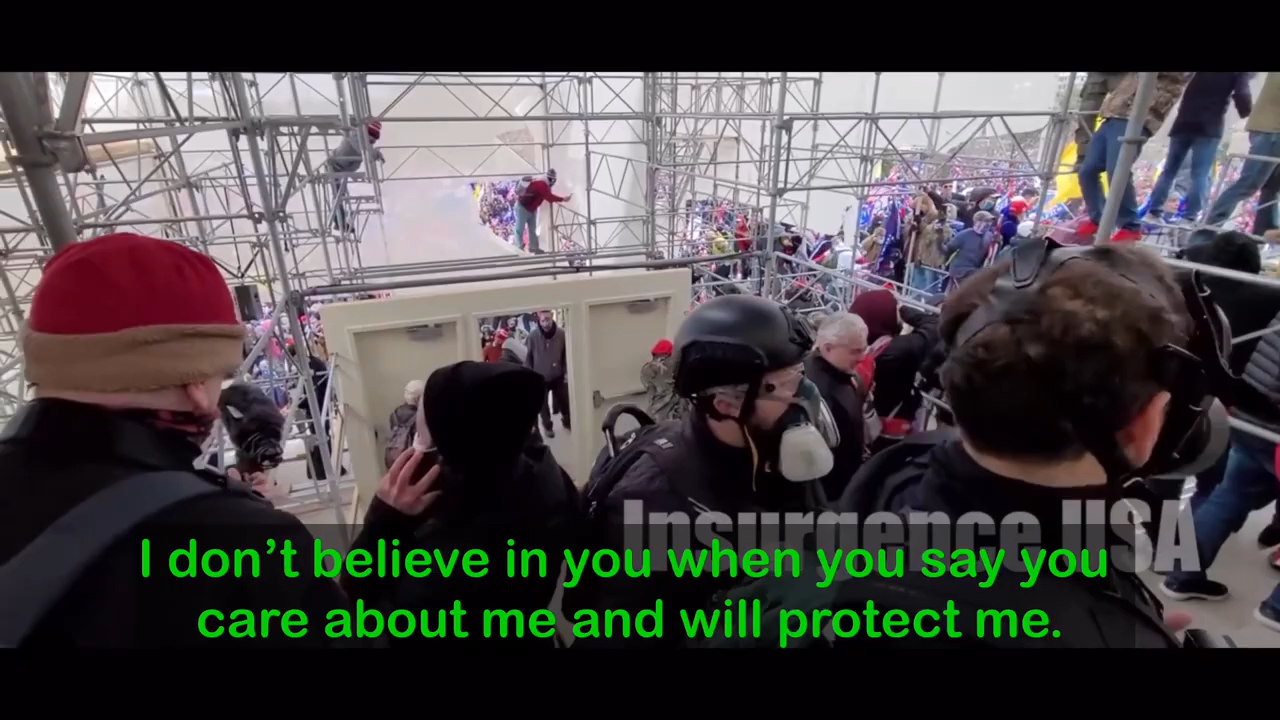 Insurgence USA
I don’t believe in you when you say you
care about me and will protect me.